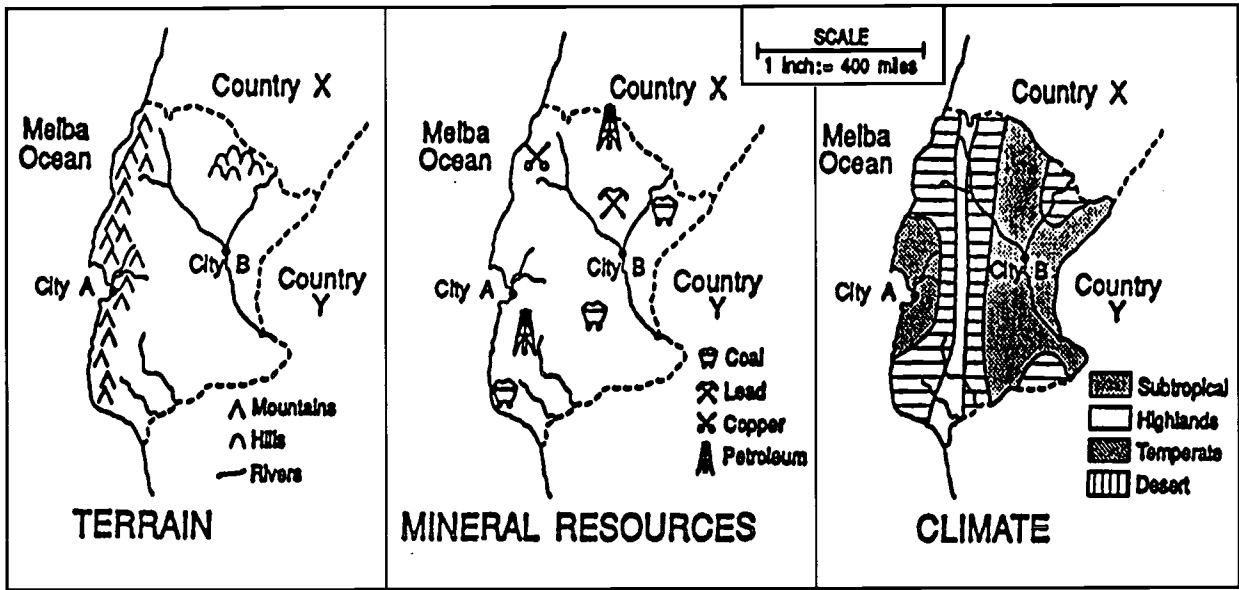 Country X
Melba
Ocean
City A
City B
Country
Y
Mountains
Hills
Rivers
TERRAIN
SCALE
1 inch:= 400 miles
Country X
Melba
Ocean
City A
City B
Country
Y
Coal
Lead
Copper
Petroleum
MINERAL RESOURCES
Country X
Melba
Ocean
City A
City B
Country
Y
Subtropical
Highlands
Temperate
Desert
CLIMATE